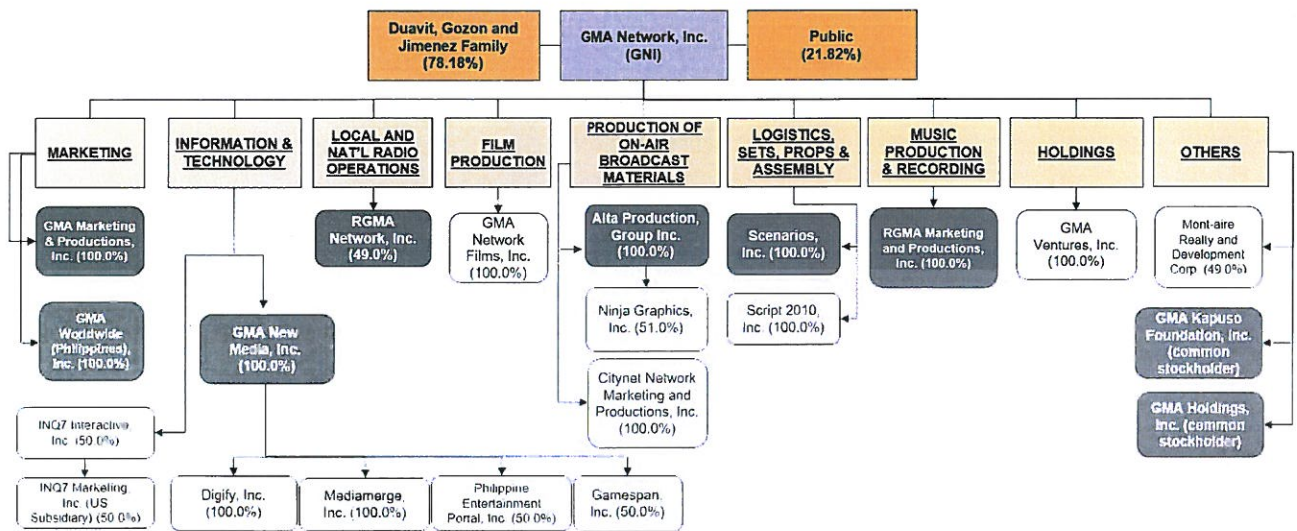 Duavit, Gozon and
Jimenez Family
(78.18%)
GMA Network, Inc.
(GNI)
Public
(21.82%)
MARKETING
INFORMATION &
TECHNOLOGY
LOCAL AND
NAT'L RADIO
OPERATIONS
FILM
PRODUCTION
PRODUCTION OF
ON-AIR
BROADCAST
MATERIALS
LOGISTICS,
SETS, PROPS &
ASSEMBLY
MUSIC
PRODUCTION
& RECORDING
HOLDINGS
OTHERS
GMA Marketing
& Productions,
Inc. (100.0%)
GMA
Worldwide
(Philippines),
Inc. (100.0%)
GMA New
Media, Inc.
(100.0%)
INQ7 Interactive
Inc. (50.0%)
INQ7 Marketing,
Inc. (US
Subsidiary) (50.0%)
Digify, Inc.
(100.0%)
Mediamerge,
Inc. (100.0%)
Philippine
Entertainment
Portal, Inc. (50.0%)
Gamespan,
Inc. (50.0%)
RGMA
Network, Inc.
(49.0%)
GMA
Network
Films, Inc.
(100.0%)
Alta Production,
Group Inc.
(100.0%)
Ninja Graphics,
Inc. (51.0%)
Citynet Network
Marketing and
Productions, Inc.
(100.0%)
Scenarios,
Inc. (100.0%)
Script 2010,
Inc. (100.0%)
RGMA Marketing
and Productions,
Inc. (100.0%)
GMA
Ventures, Inc.
(100.0%)
Mont-aire
Realty and
Development
Corp. (49.0%)
GMA Kapuso
Foundation, Inc.
(common
stockholder)
GMA Holdings,
Inc. (common
stockholder)